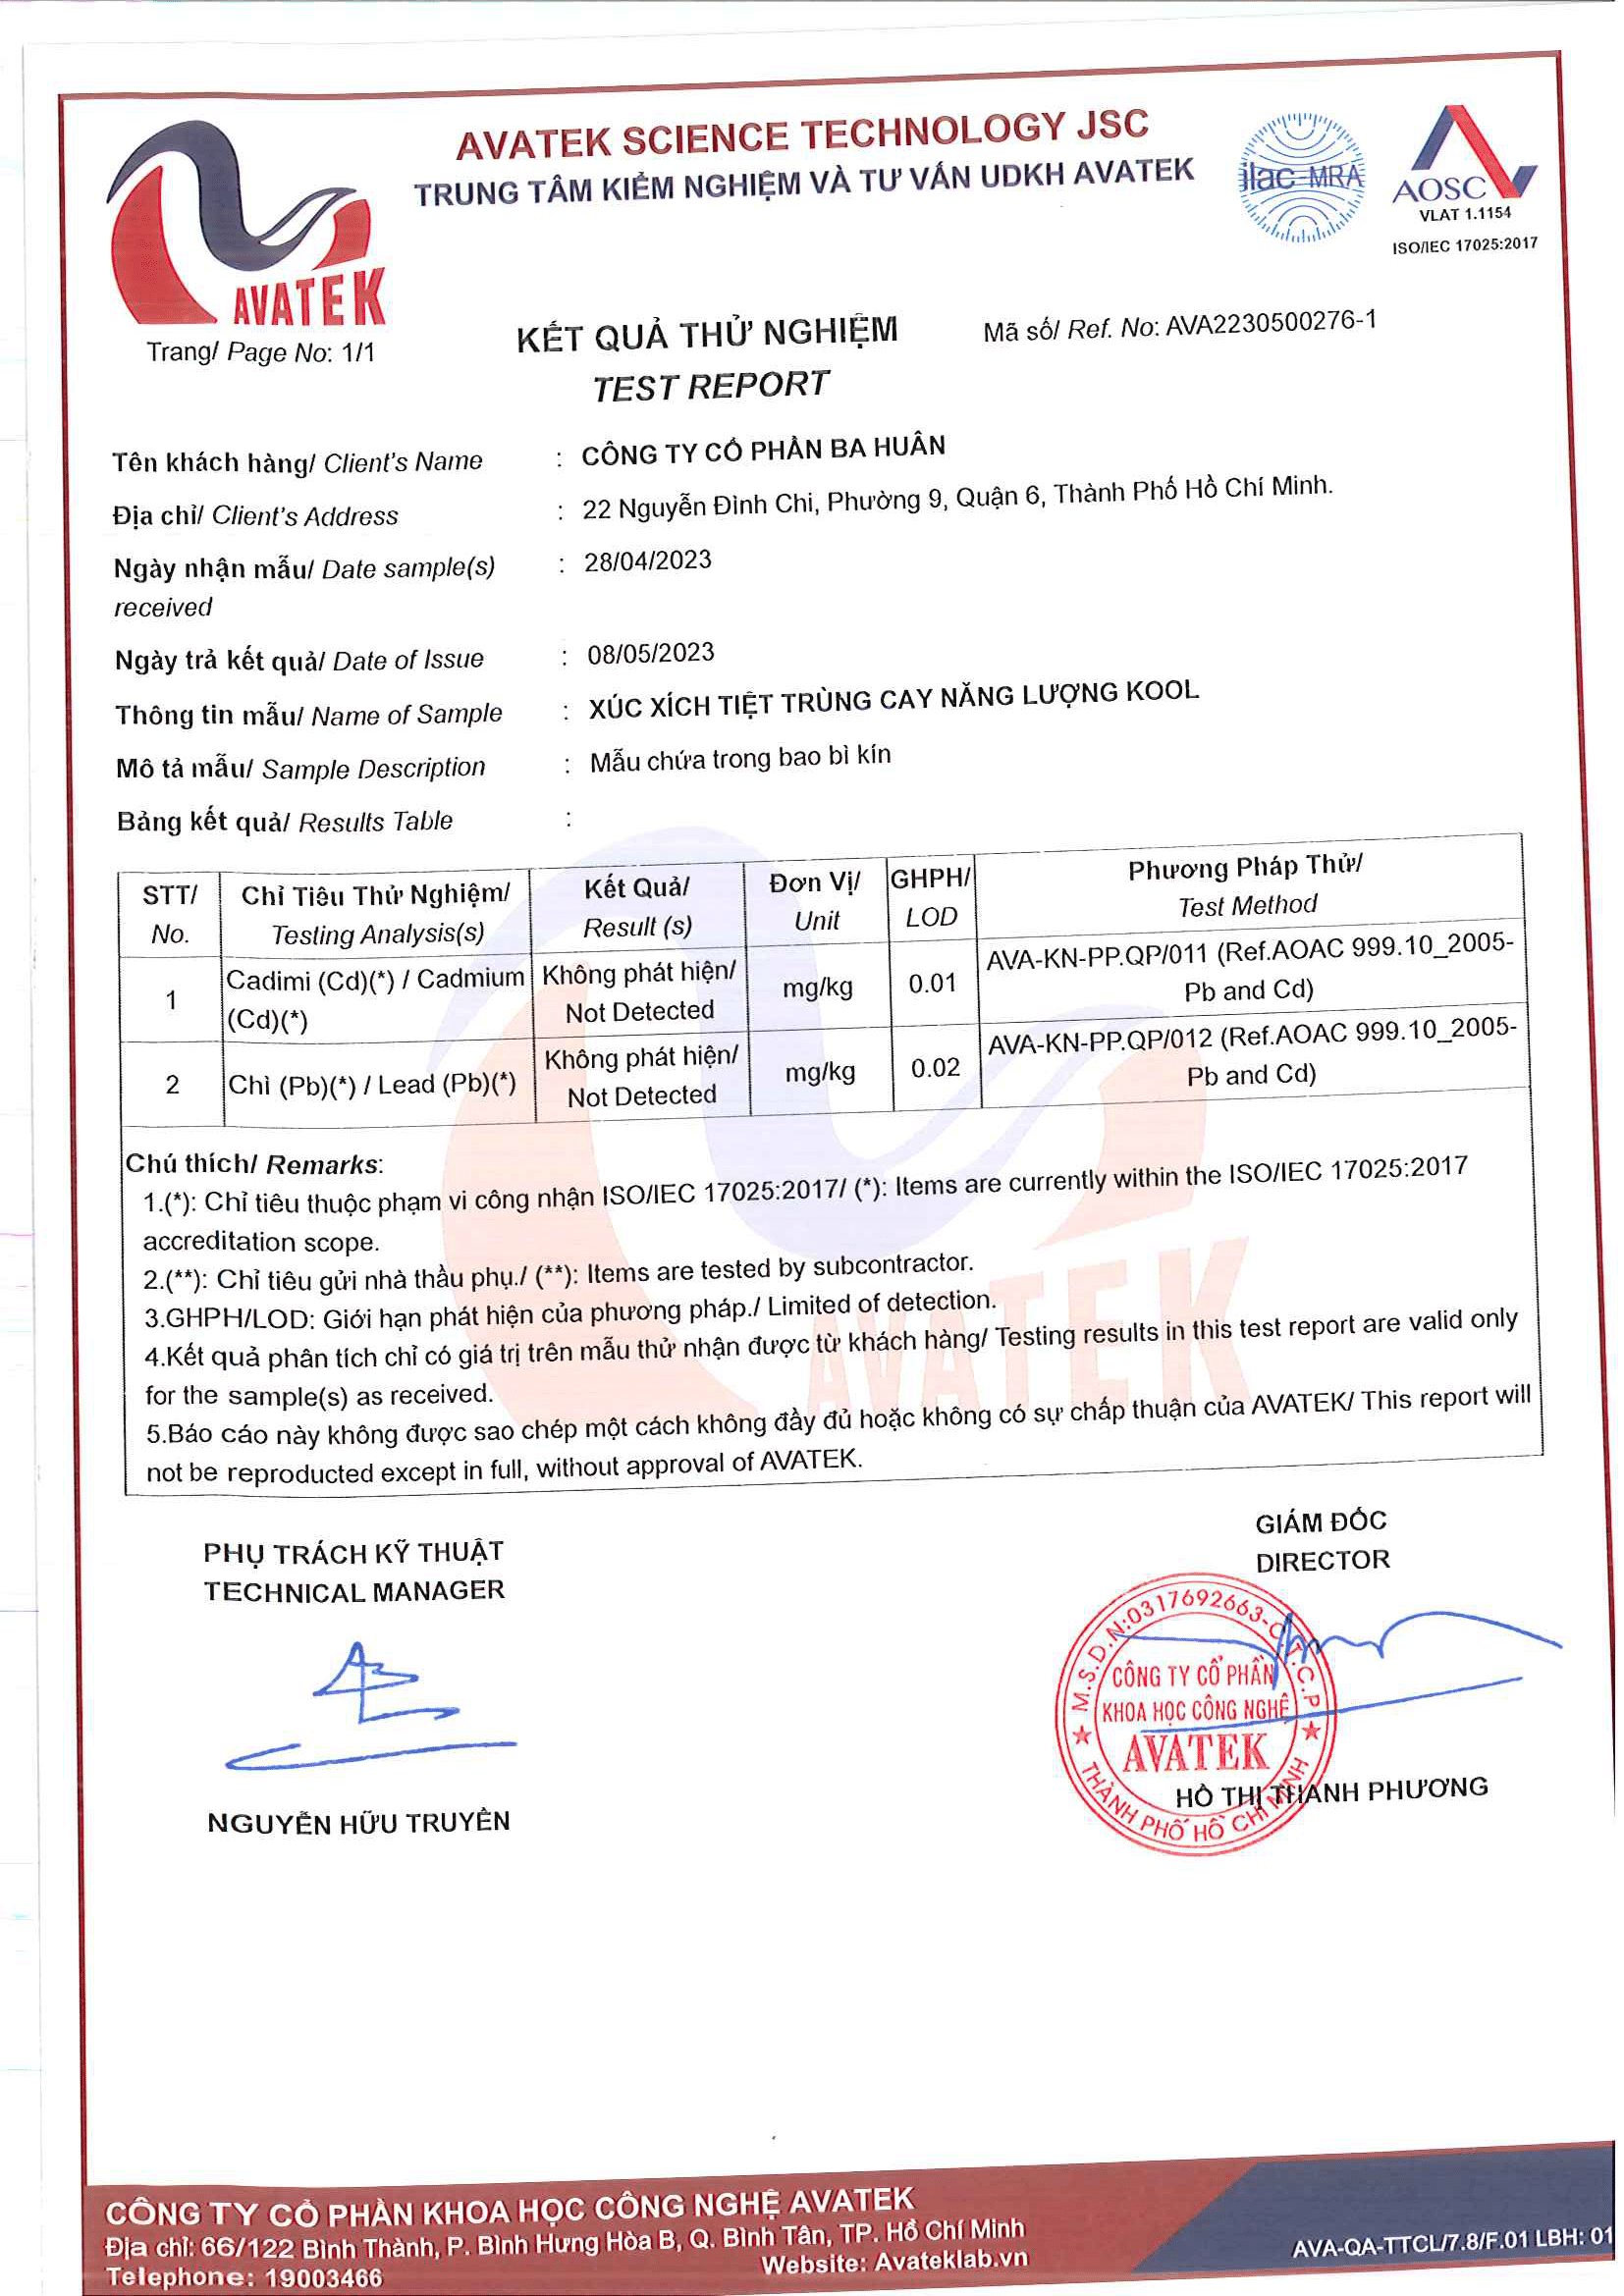 AVATEK SCIENCE TECHNOLOGY JSC
TRUNG TÂM KIỂM NGHIỆM VÀ TƯ VẤN UDKH AVATEK
ilac-MRA
AOSC
VLAT 1.1154
ISO/IEC 17025:2017
AVATEK
Trang/ Page No: 1/1
KẾT QUẢ THỬ NGHIỆM
TEST REPORT
Mã số/ Ref. No: AVA2230500276-1
Tên khách hàng/ Client's Name : CÔNG TY CỔ PHẦN BA HUÂN
Địa chỉ/ Client's Address : 22 Nguyễn Đình Chi, Phường 9, Quận 6, Thành Phố Hồ Chí Minh.
Ngày nhận mẫu/ Date sample(s) : 28/04/2023
received
Ngày trả kết quả/ Date of Issue : 08/05/2023
Thông tin mẫu/ Name of Sample : XÚC XÍCH TIỆT TRÙNG CAY NĂNG LƯỢNG KOOL
Mô tả mẫu/ Sample Description : Mẫu chứa trong bao bì kín
Bảng kết quả/ Results Table :
STT/ Chỉ Tiêu Thử Nghiệm/ Kết Quả/ Đơn Vị/ GHPH/ Phương Pháp Thử/
No. Testing Analysis(s) Result (s) Unit LOD Test Method
1 Cadimi (Cd)(*) / Cadmium (Cd)(*) Không phát hiện/ Not Detected mg/kg 0.01 AVA-KN-PP.QP/011 (Ref.AOAC 999.10_2005-Pb and Cd)
2 Chì (Pb)(*) / Lead (Pb)(*) Không phát hiện/ Not Detected mg/kg 0.02 AVA-KN-PP.QP/012 (Ref.AOAC 999.10_2005-Pb and Cd)
Chú thích/ Remarks:
1.(*): Chỉ tiêu thuộc phạm vi công nhận ISO/IEC 17025:2017/ (*): Items are currently within the ISO/IEC 17025:2017
accreditation scope.
2.(**): Chỉ tiêu gửi nhà thầu phụ./ (**): Items are tested by subcontractor.
3.GHPH/LOD: Giới hạn phát hiện của phương pháp./ Limited of detection.
4.Kết quả phân tích chỉ có giá trị trên mẫu thử nhận được từ khách hàng/ Testing results in this test report are valid only
for the sample(s) as received.
5.Báo cáo này không được sao chép một cách không đầy đủ hoặc không có sự chấp thuận của AVATEK/ This report will
not be reproducted except in full, without approval of AVATEK.
AVATEK
PHỤ TRÁCH KỸ THUẬT
TECHNICAL MANAGER
NGUYỄN HỮU TRUYỀN
GIÁM ĐỐC
DIRECTOR
M.S.D.N:0317692663-C.T.C.P
CÔNG TY CỔ PHẦN
KHOA HỌC CÔNG NGHỆ
AVATEK
THÀNH PHỐ HỒ CHÍ MINH
HỒ THỊ THANH PHƯƠNG
CÔNG TY CỔ PHẦN KHOA HỌC CÔNG NGHỆ AVATEK
Địa chỉ: 66/122 Bình Thành, P. Bình Hưng Hòa B, Q. Bình Tân, TP. Hồ Chí Minh
Telephone: 19003466 Website: Avateklab.vn
AVA-QA-TTCL/7.8/F.01 LBH: 01